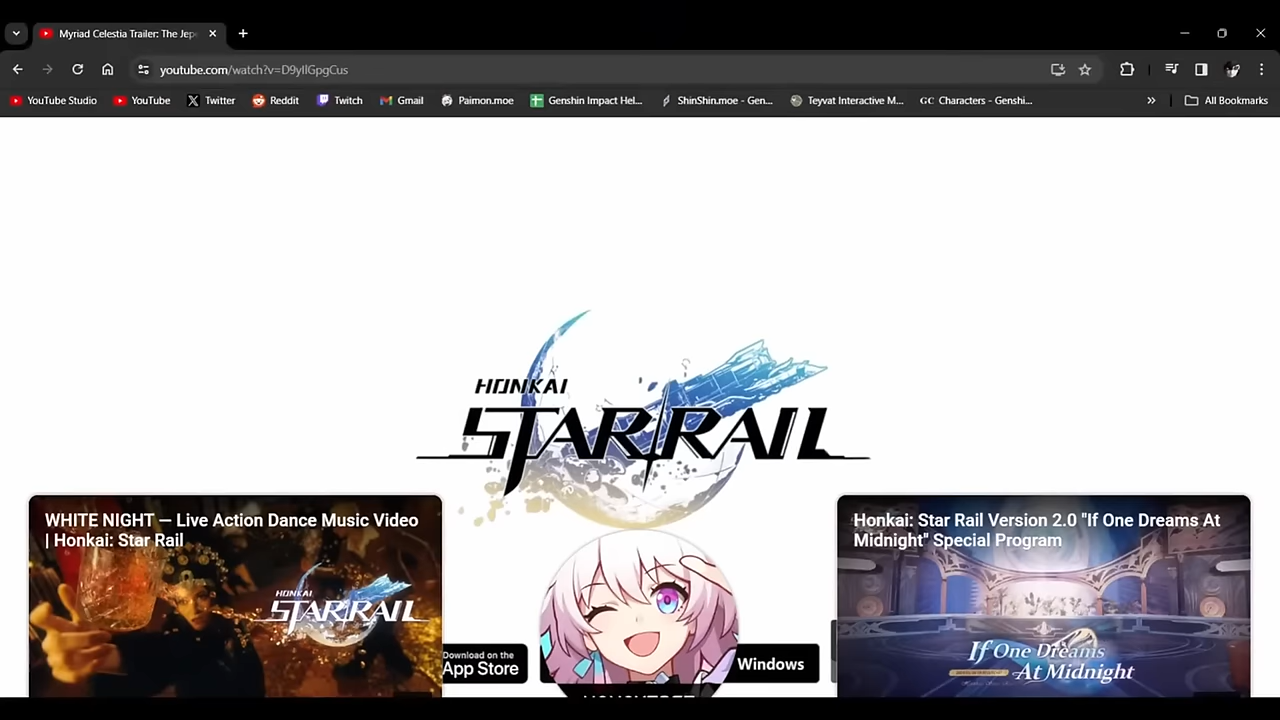 Myriad Celestia Trailer: The Jep
youtube.com/watch?v=D9yIlGpgCus
YouTube Studio
YouTube
Twitter
Reddit
Twitch
Gmail
Paimon.moe
Genshin Impact Hel...
ShinShin.moe - Gen...
Teyvat Interactive M...
GC
Characters - Genshi...
»
All Bookmarks
HONKAI
STAR RAIL
WHITE NIGHT — Live Action Dance Music Video
| Honkai: Star Rail
HONKAI
STAR RAIL
Download on the
App Store
Windows
Honkai: Star Rail Version 2.0 "If One Dreams At
Midnight" Special Program
If One Dreams
At Midnight